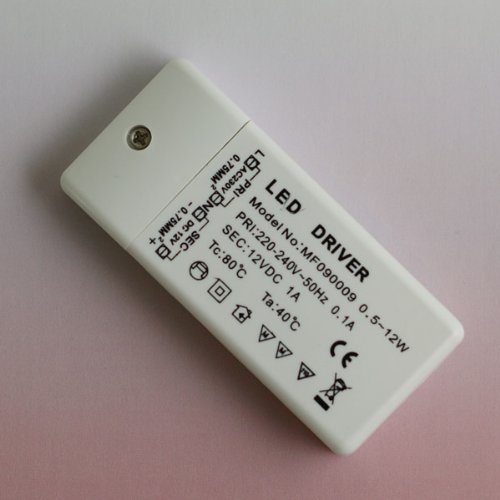 LED DRIVER
Model No:MF090009 0.5~12W
PRI:220-240V~50Hz 0.1A
SEC:12VDC 1A
Tc:80℃ Ta:40℃
CE
L N
AC230V
PRI
0.75MM²
SEC
DC 12V
− 0.75MM² +